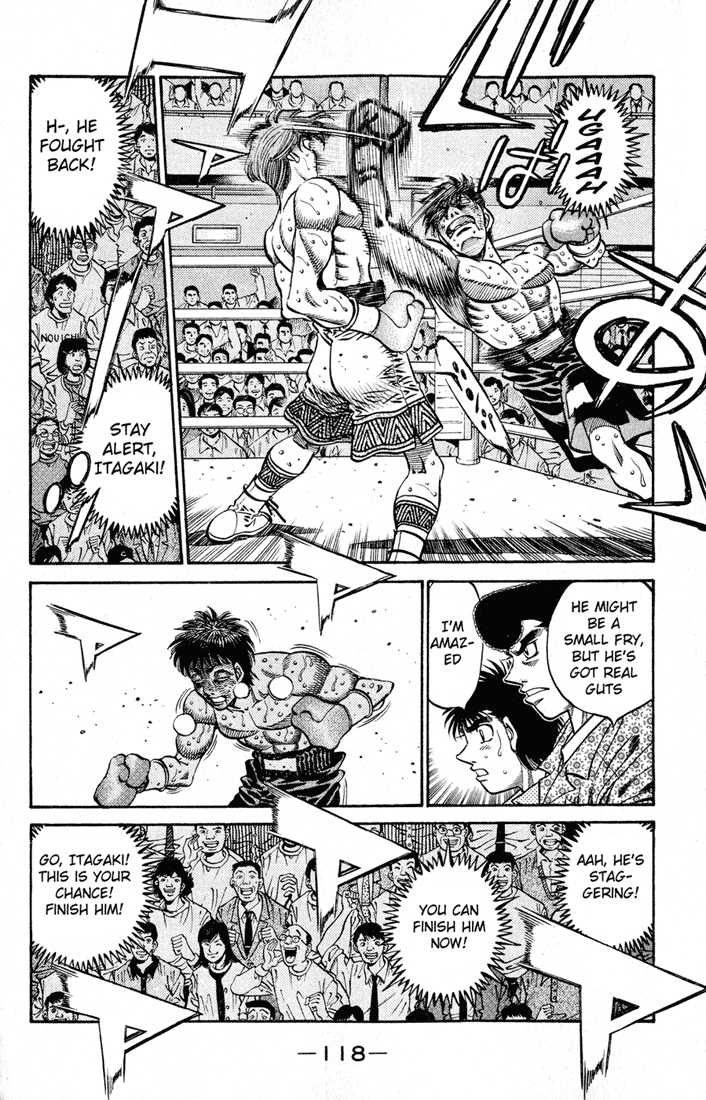 UGAAAH
H-, HE
FOUGHT
BACK!
STAY
ALERT,
ITAGAKI!
HE MIGHT
BE A
SMALL FRY,
BUT HE'S
GOT REAL
GUTS
I'M
AMAZ-
ED
AAH, HE'S
STAG-
GERING!
YOU CAN
FINISH HIM
NOW!
GO, ITAGAKI!
THIS IS YOUR
CHANCE!
FINISH HIM!
—118—